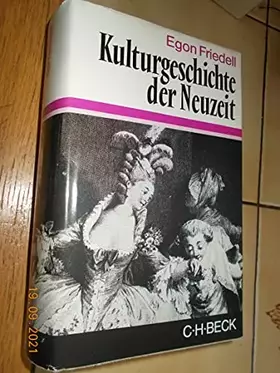 Egon Friedell
Kulturgeschichte
der Neuzeit
C·H·BECK
19 09 2021